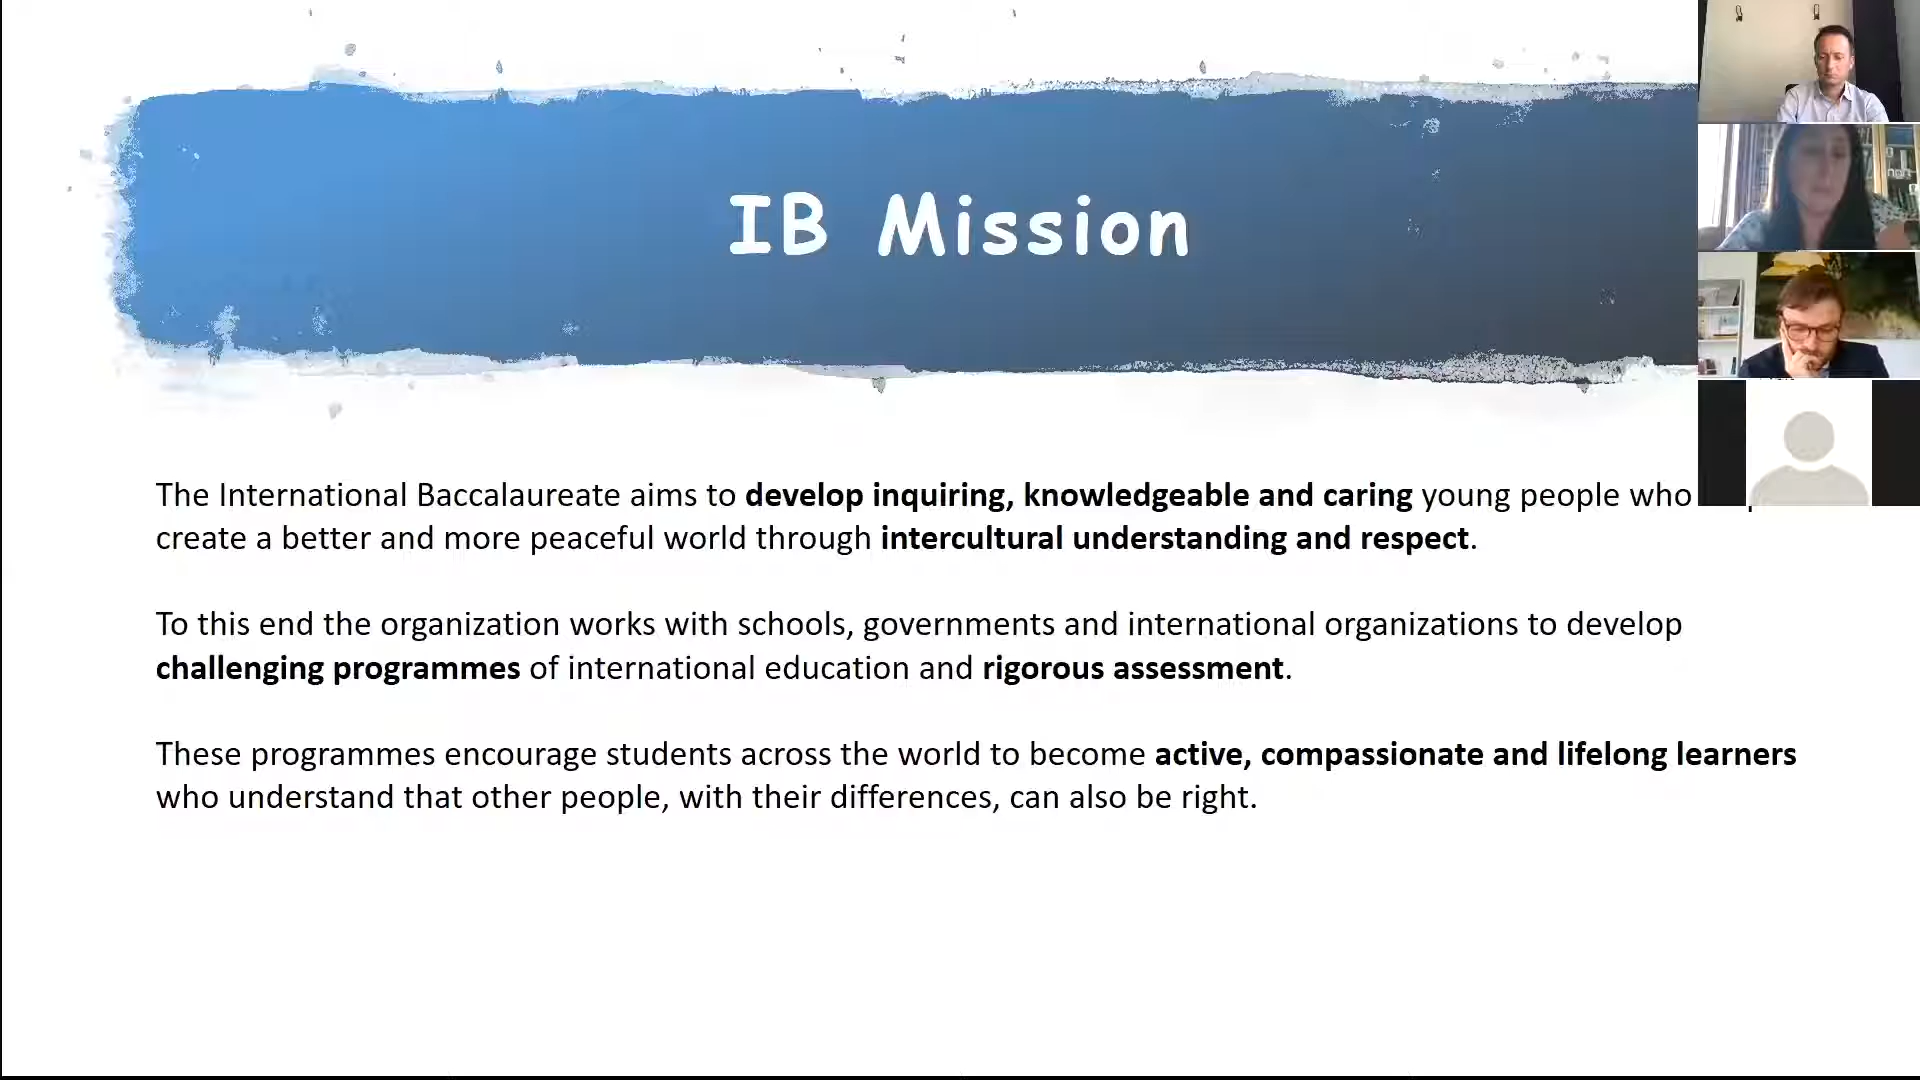 IB Mission
The International Baccalaureate aims to develop inquiring, knowledgeable and caring young people who
create a better and more peaceful world through intercultural understanding and respect.
To this end the organization works with schools, governments and international organizations to develop
challenging programmes of international education and rigorous assessment.
These programmes encourage students across the world to become active, compassionate and lifelong learners
who understand that other people, with their differences, can also be right.